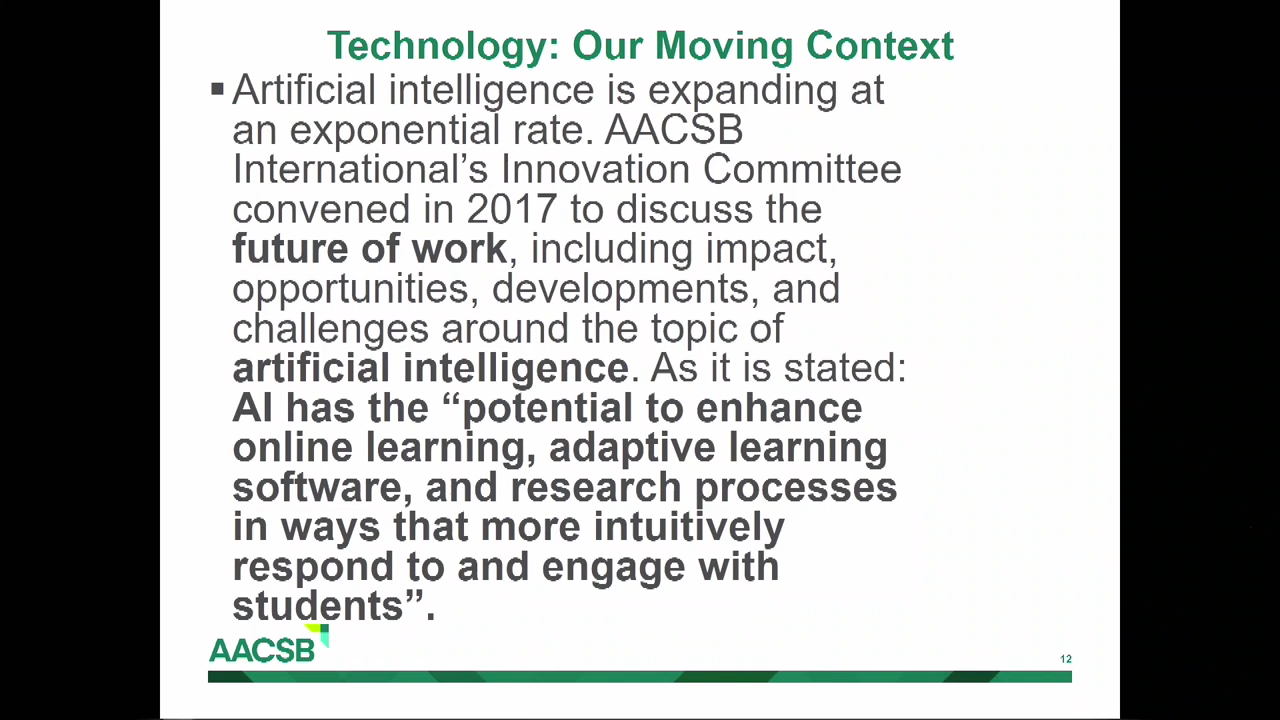 Technology: Our Moving Context
▪ Artificial intelligence is expanding at
an exponential rate. AACSB
International’s Innovation Committee
convened in 2017 to discuss the
future of work, including impact,
opportunities, developments, and
challenges around the topic of
artificial intelligence. As it is stated:
AI has the “potential to enhance
online learning, adaptive learning
software, and research processes
in ways that more intuitively
respond to and engage with
students”.
AACSB
12